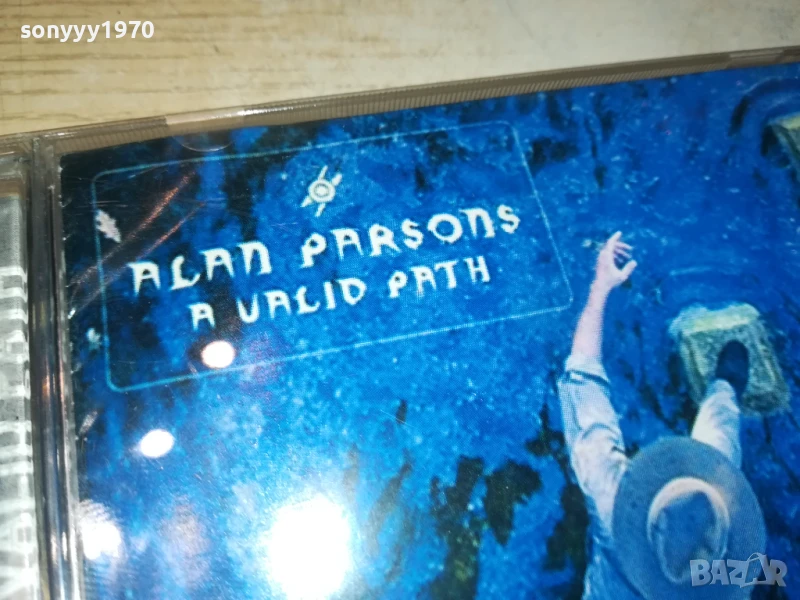 sonyyy1970
ALAN PARSONS
A VALID PATH
BAZAR